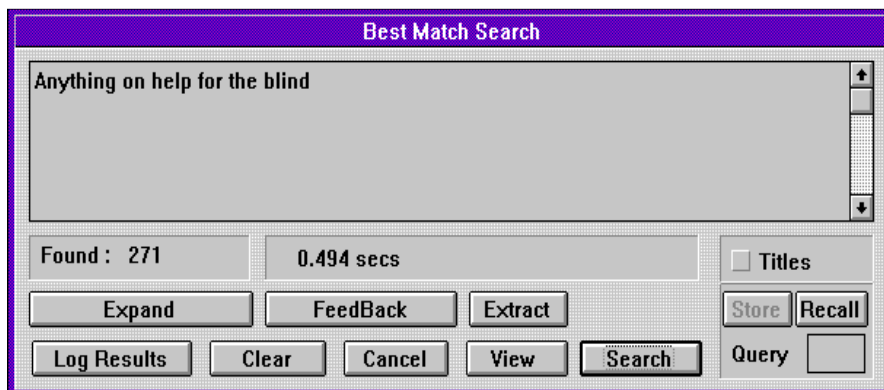 Best Match Search
Anything on help for the blind
Found : 271
0.494 secs
Titles
Expand
FeedBack
Extract
Store
Recall
Log Results
Clear
Cancel
View
Search
Query